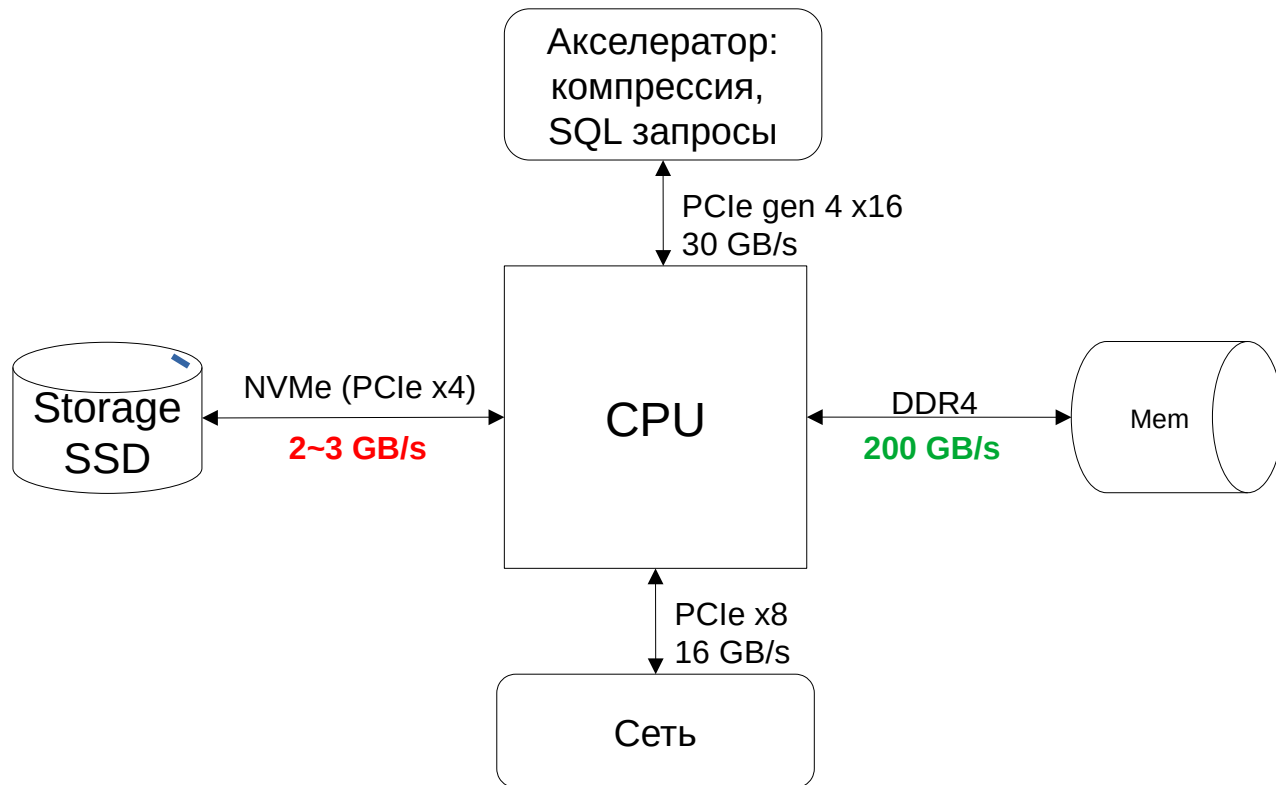 Акселератор:
компрессия,
SQL запросы
PCIe gen 4 x16
30 GB/s
Storage
SSD
NVMe (PCIe x4)
2~3 GB/s
CPU
DDR4
200 GB/s
Mem
PCIe x8
16 GB/s
Сеть